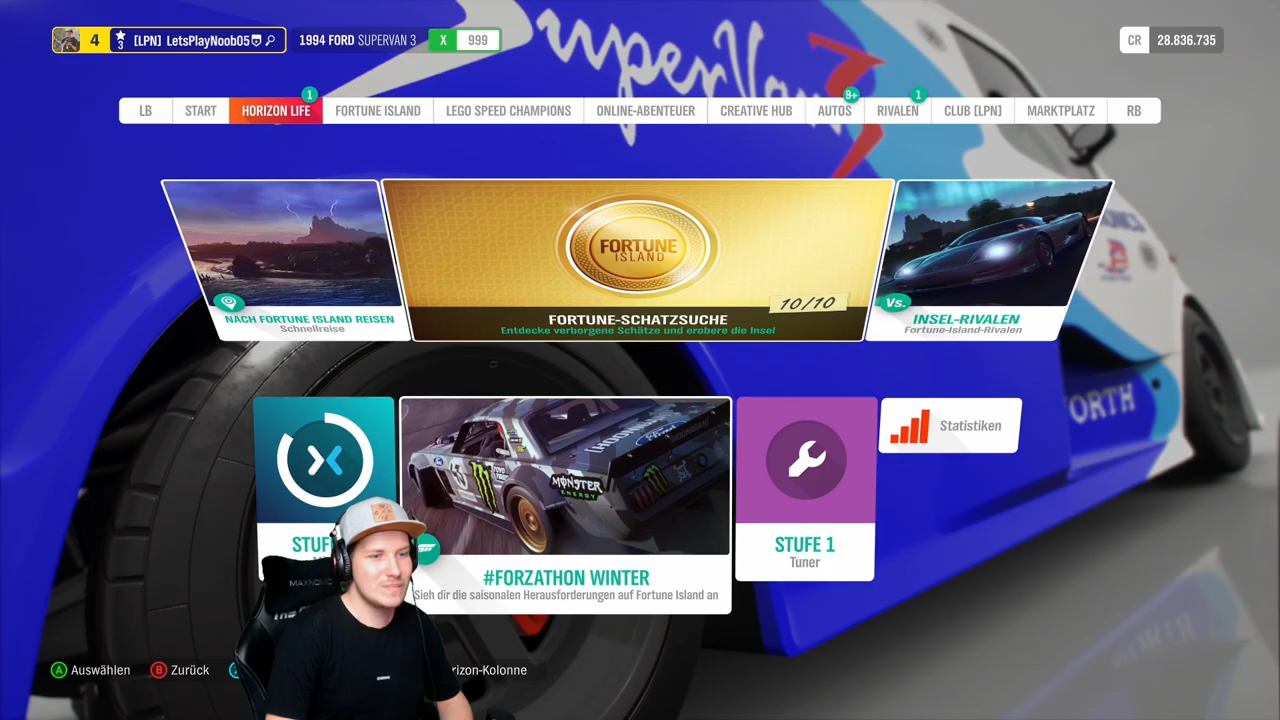 4
3
[LPN] LetsPlayNoob05
1994 FORD SUPERVAN 3
X 999
CR 28.836.735
LB
START
HORIZON LIFE
1
FORTUNE ISLAND
LEGO SPEED CHAMPIONS
ONLINE-ABENTEUER
CREATIVE HUB
AUTOS
9+
RIVALEN
1
CLUB [LPN]
MARKTPLATZ
RB
NACH FORTUNE ISLAND REISEN
Schnellreise
FORTUNE
ISLAND
10/10
FORTUNE-SCHATZSUCHE
Entdecke verborgene Schätze und erobere die Insel
Vs.
INSEL-RIVALEN
Fortune-Island-Rivalen
STUF
MONSTER
ENERGY
#FORZATHON WINTER
Sieh dir die saisonalen Herausforderungen auf Fortune Island an
STUFE 1
Tuner
Statistiken
ORTH
MAXNOMIC
A Auswählen
B Zurück
rizon-Kolonne